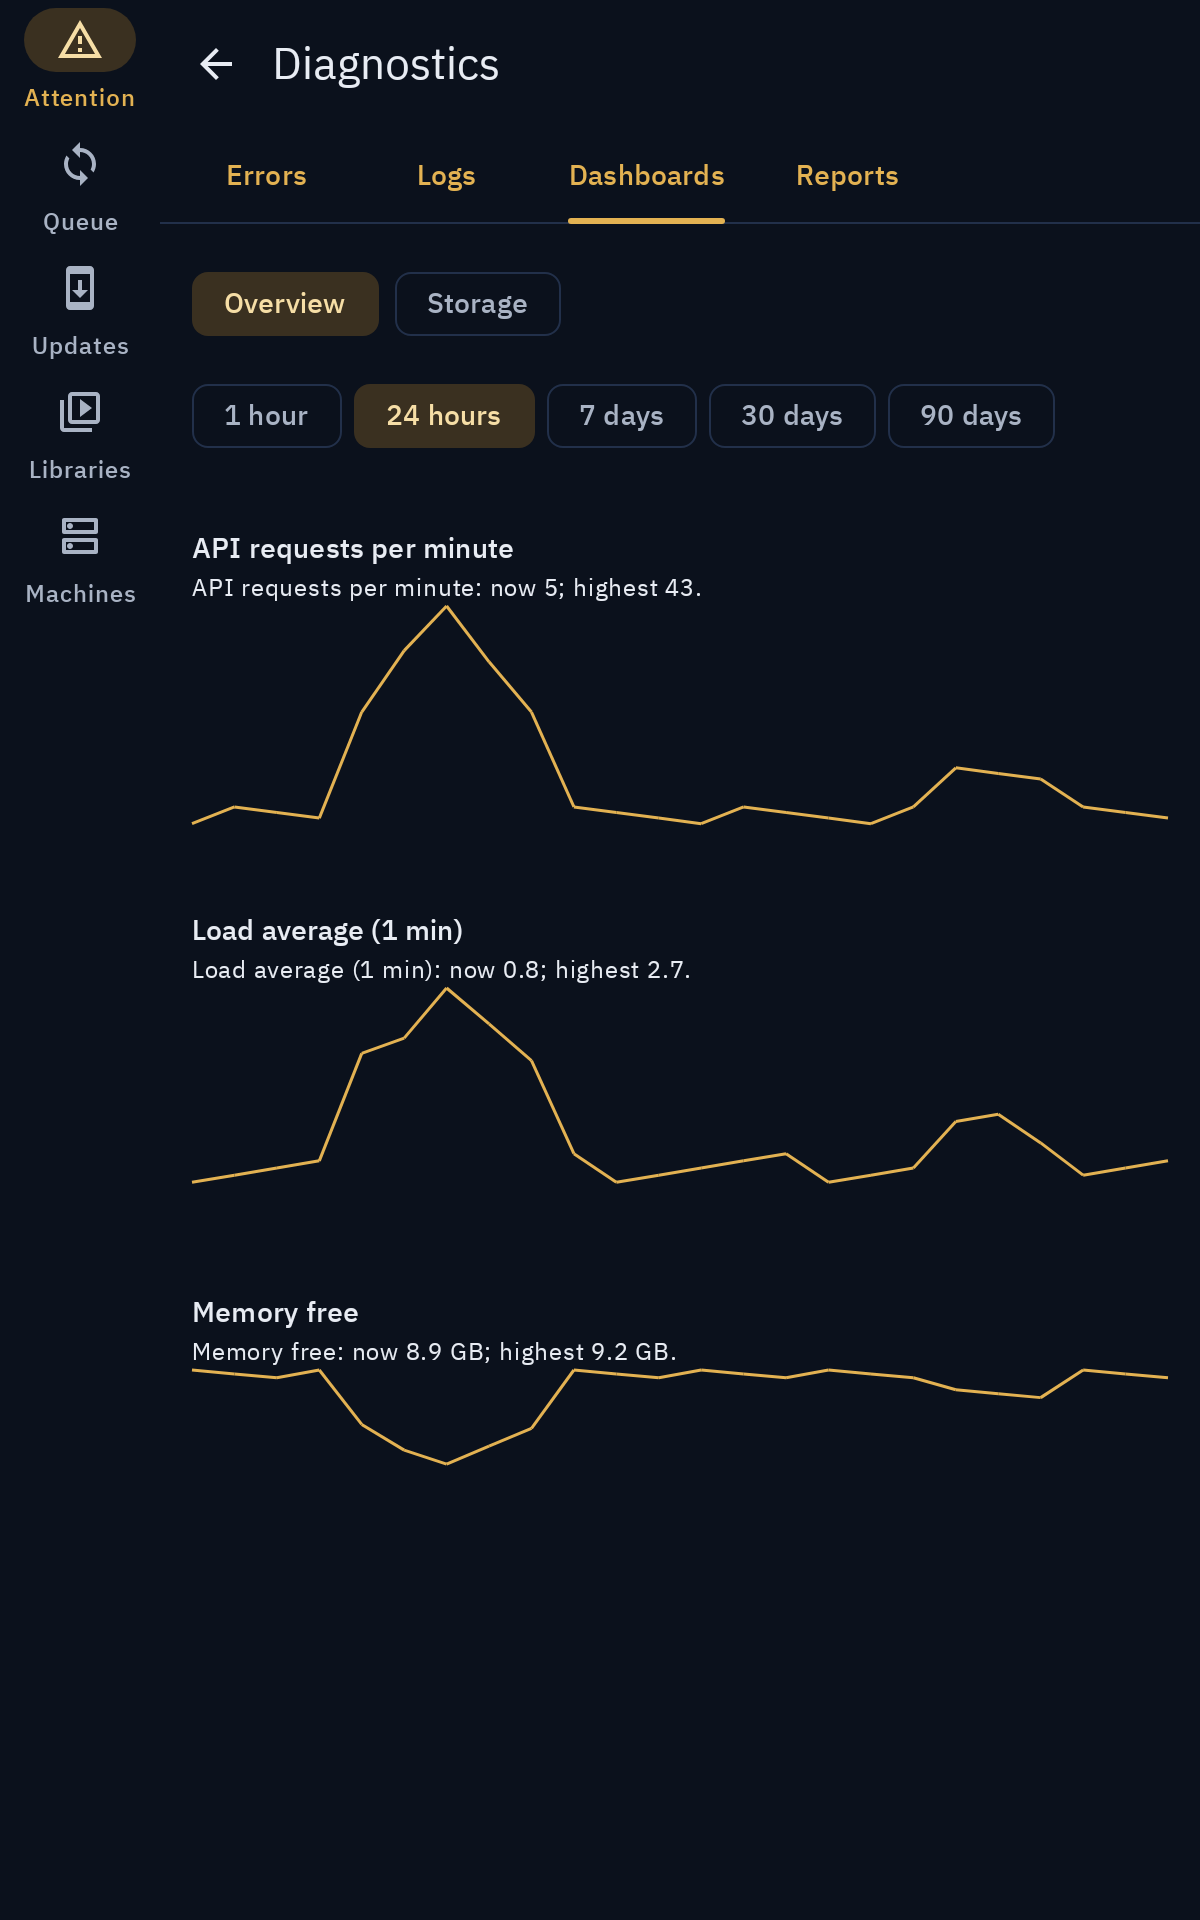 Attention
Queue
Updates
Libraries
Machines
Diagnostics
Errors Logs Dashboards Reports
Overview Storage
1 hour 24 hours 7 days 30 days 90 days
API requests per minute
API requests per minute: now 5; highest 43.
Load average (1 min)
Load average (1 min): now 0.8; highest 2.7.
Memory free
Memory free: now 8.9 GB; highest 9.2 GB.